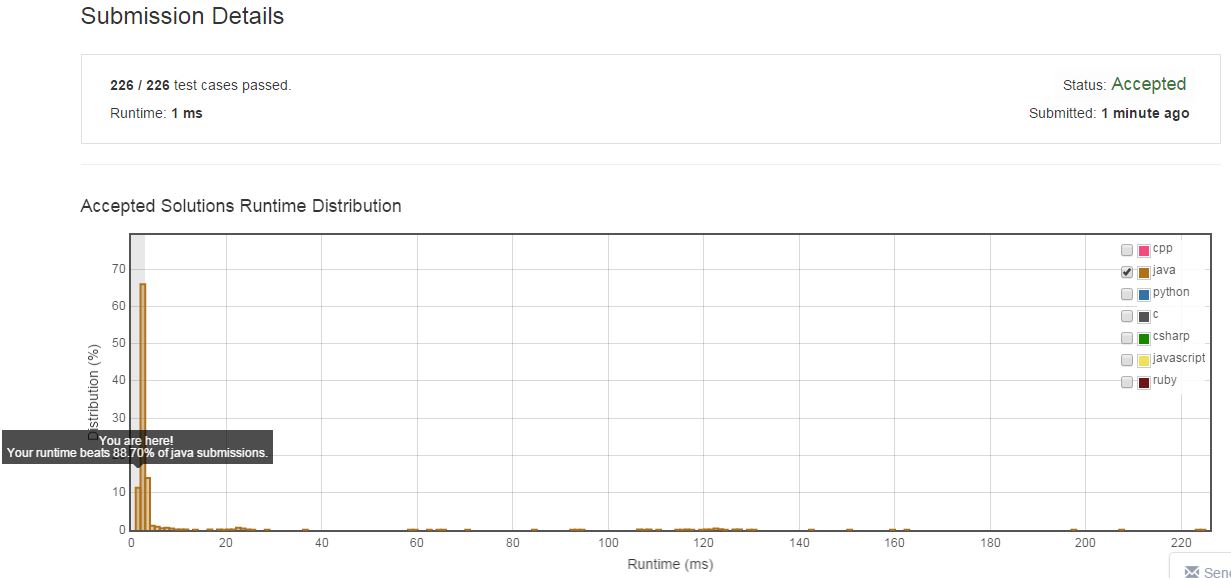 Submission Details
226 / 226 test cases passed.
Status: Accepted
Runtime: 1 ms
Submitted: 1 minute ago
Accepted Solutions Runtime Distribution
cpp
java
python
c
csharp
javascript
ruby
70
60
50
40
30
10
0
Distribution (%)
You are here!
Your runtime beats 88.70% of java submissions.
0 20 40 60 80 100 120 140 160 180 200 220
Runtime (ms)